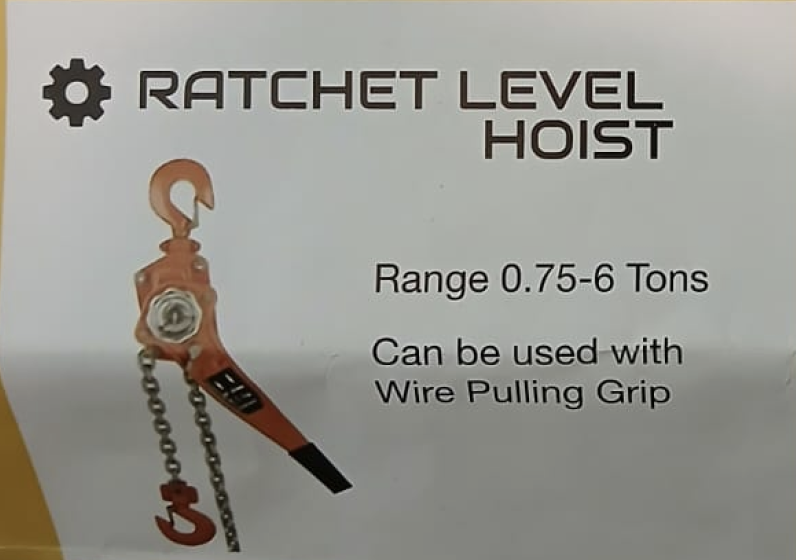 RATCHET LEVEL
HOIST
Range 0.75-6 Tons
Can be used with
Wire Pulling Grip